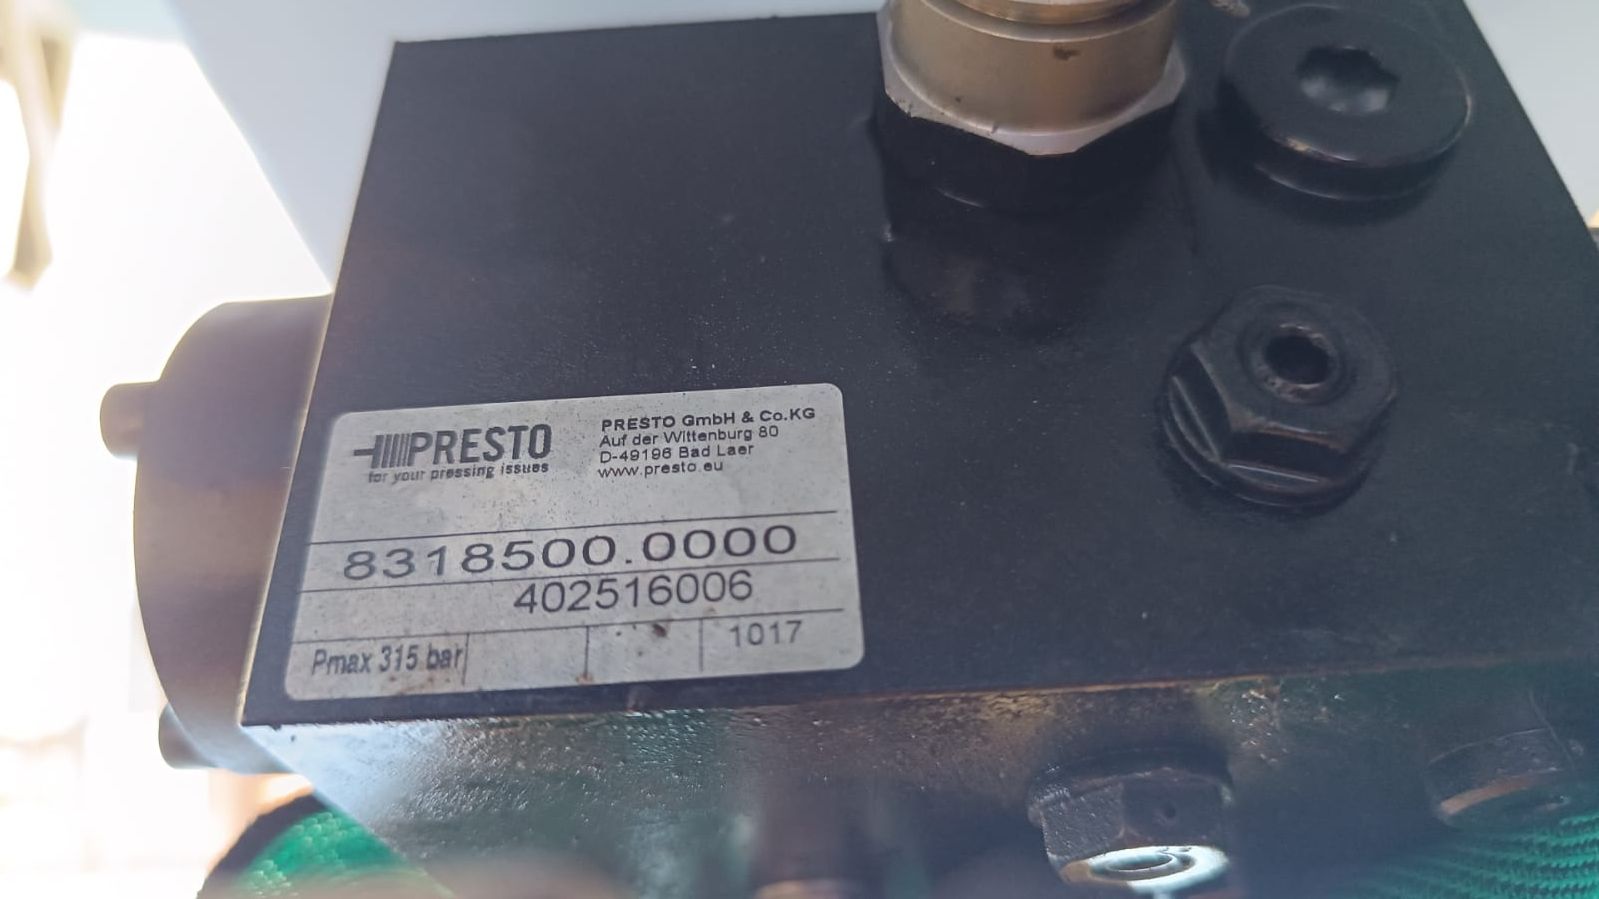 PRESTO
for your pressing issues
PRESTO GmbH & Co.KG
Auf der Wittenburg 80
D-49196 Bad Laer
www.presto.eu
8318500.0000
402516006
Pmax 315 bar
1017